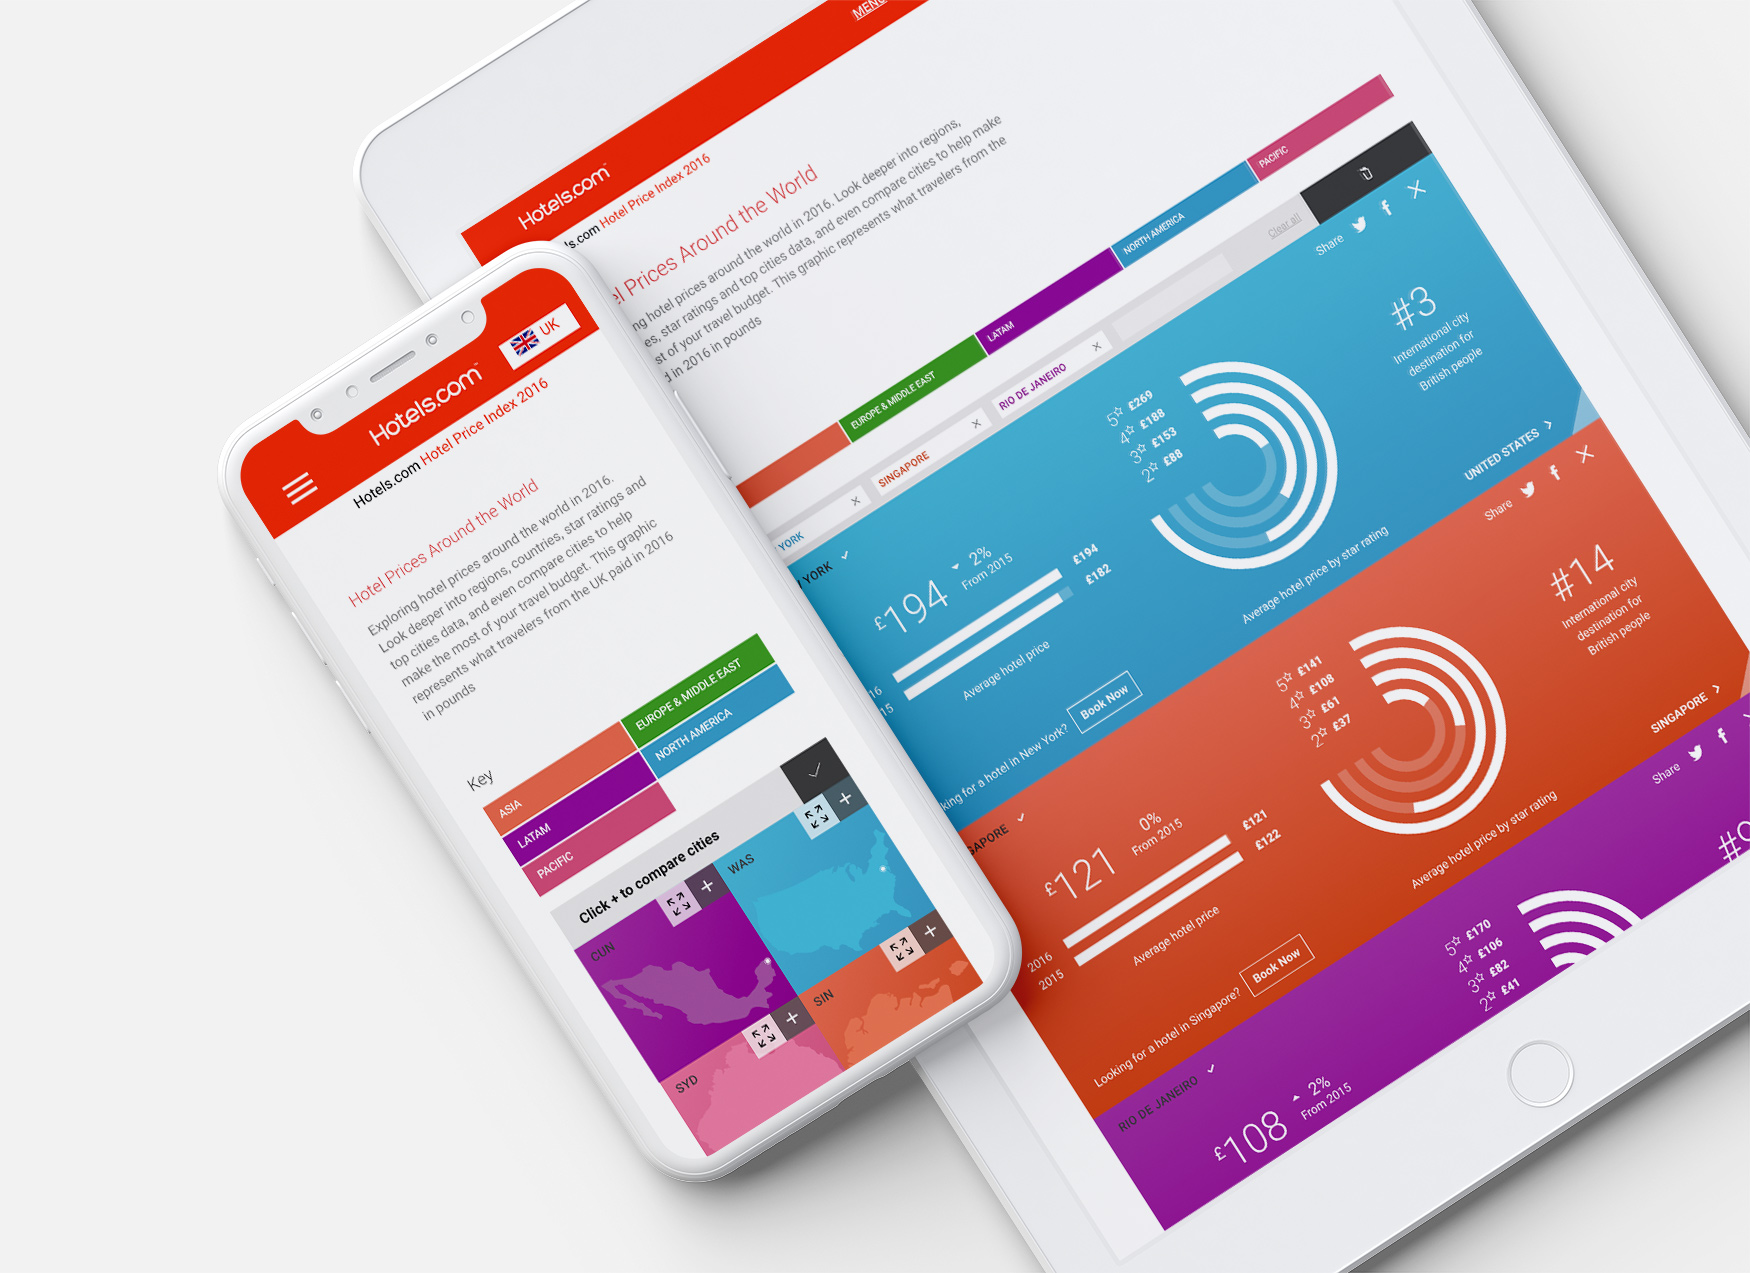 MENU
Hotels.com
ls.com Hotel Price Index 2016
el Prices Around the World
ng hotel prices around the world in 2016. Look deeper into regions,
es, star ratings and top cities data, and even compare cities to help make
st of your travel budget. This graphic represents what travelers from the
d in 2016 in pounds
EUROPE & MIDDLE EAST
LATAM
NORTH AMERICA
PACIFIC
YORK ×
SINGAPORE ×
RIO DE JANEIRO ×
Clear all
YORK
Share
£194
2%
From 2015
£194
£182
16
15
Average hotel price
king for a hotel in New York?
Book Now
5☆ £269
4☆ £188
3☆ £153
2☆ £88
Average hotel price by star rating
#3
International city
destination for
British people
UNITED STATES
GAPORE
Share
£121
0%
From 2015
£121
£122
2016
2015
Average hotel price
Looking for a hotel in Singapore?
Book Now
5☆ £141
4☆ £108
3☆ £61
2☆ £37
Average hotel price by star rating
#14
International city
destination for
British people
SINGAPORE
RIO DE JANEIRO
Share
£108
2%
From 2015
5☆ £170
4☆ £106
3☆ £82
2☆ £41
UK
Hotels.com
Hotels.com Hotel Price Index 2016
Hotel Prices Around the World
Exploring hotel prices around the world in 2016.
Look deeper into regions, countries, star ratings and
top cities data, and even compare cities to help
make the most of your travel budget. This graphic
represents what travelers from the UK paid in 2016
in pounds
Key
ASIA
EUROPE & MIDDLE EAST
LATAM
NORTH AMERICA
PACIFIC
Click + to compare cities
CUN
WAS
SYD
SIN